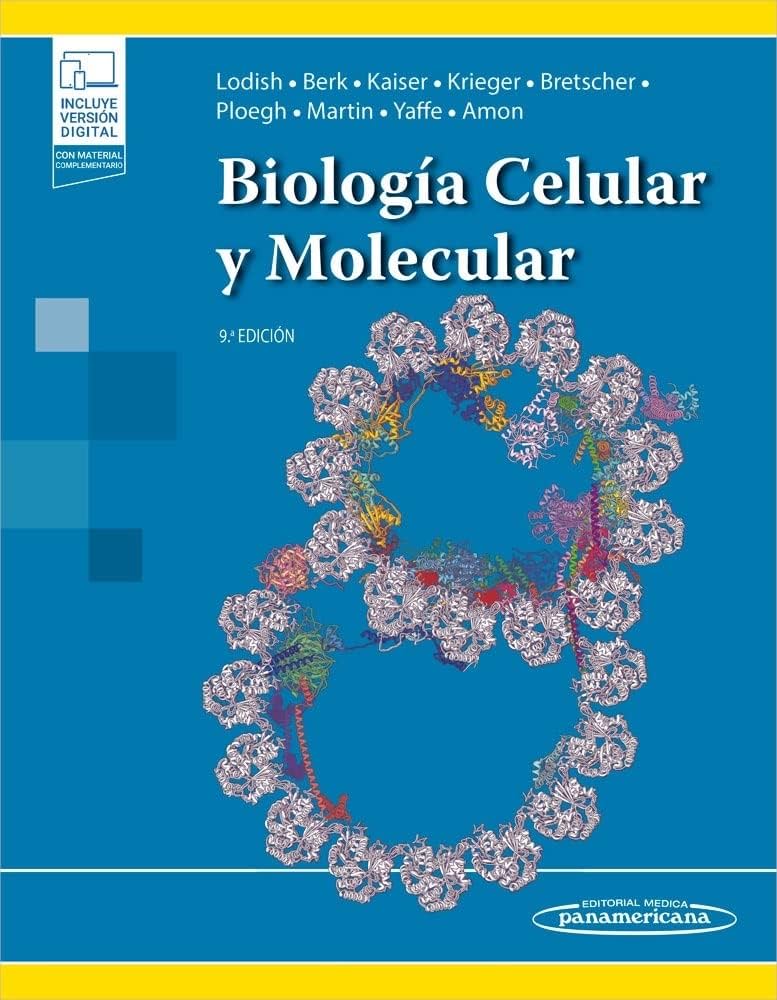 INCLUYE
VERSIÓN
DIGITAL
CON MATERIAL
COMPLEMENTARIO
Lodish • Berk • Kaiser • Krieger • Bretscher •
Ploegh • Martin • Yaffe • Amon
Biología Celular
y Molecular
9.ª EDICIÓN
EDITORIAL MEDICA
panamericana